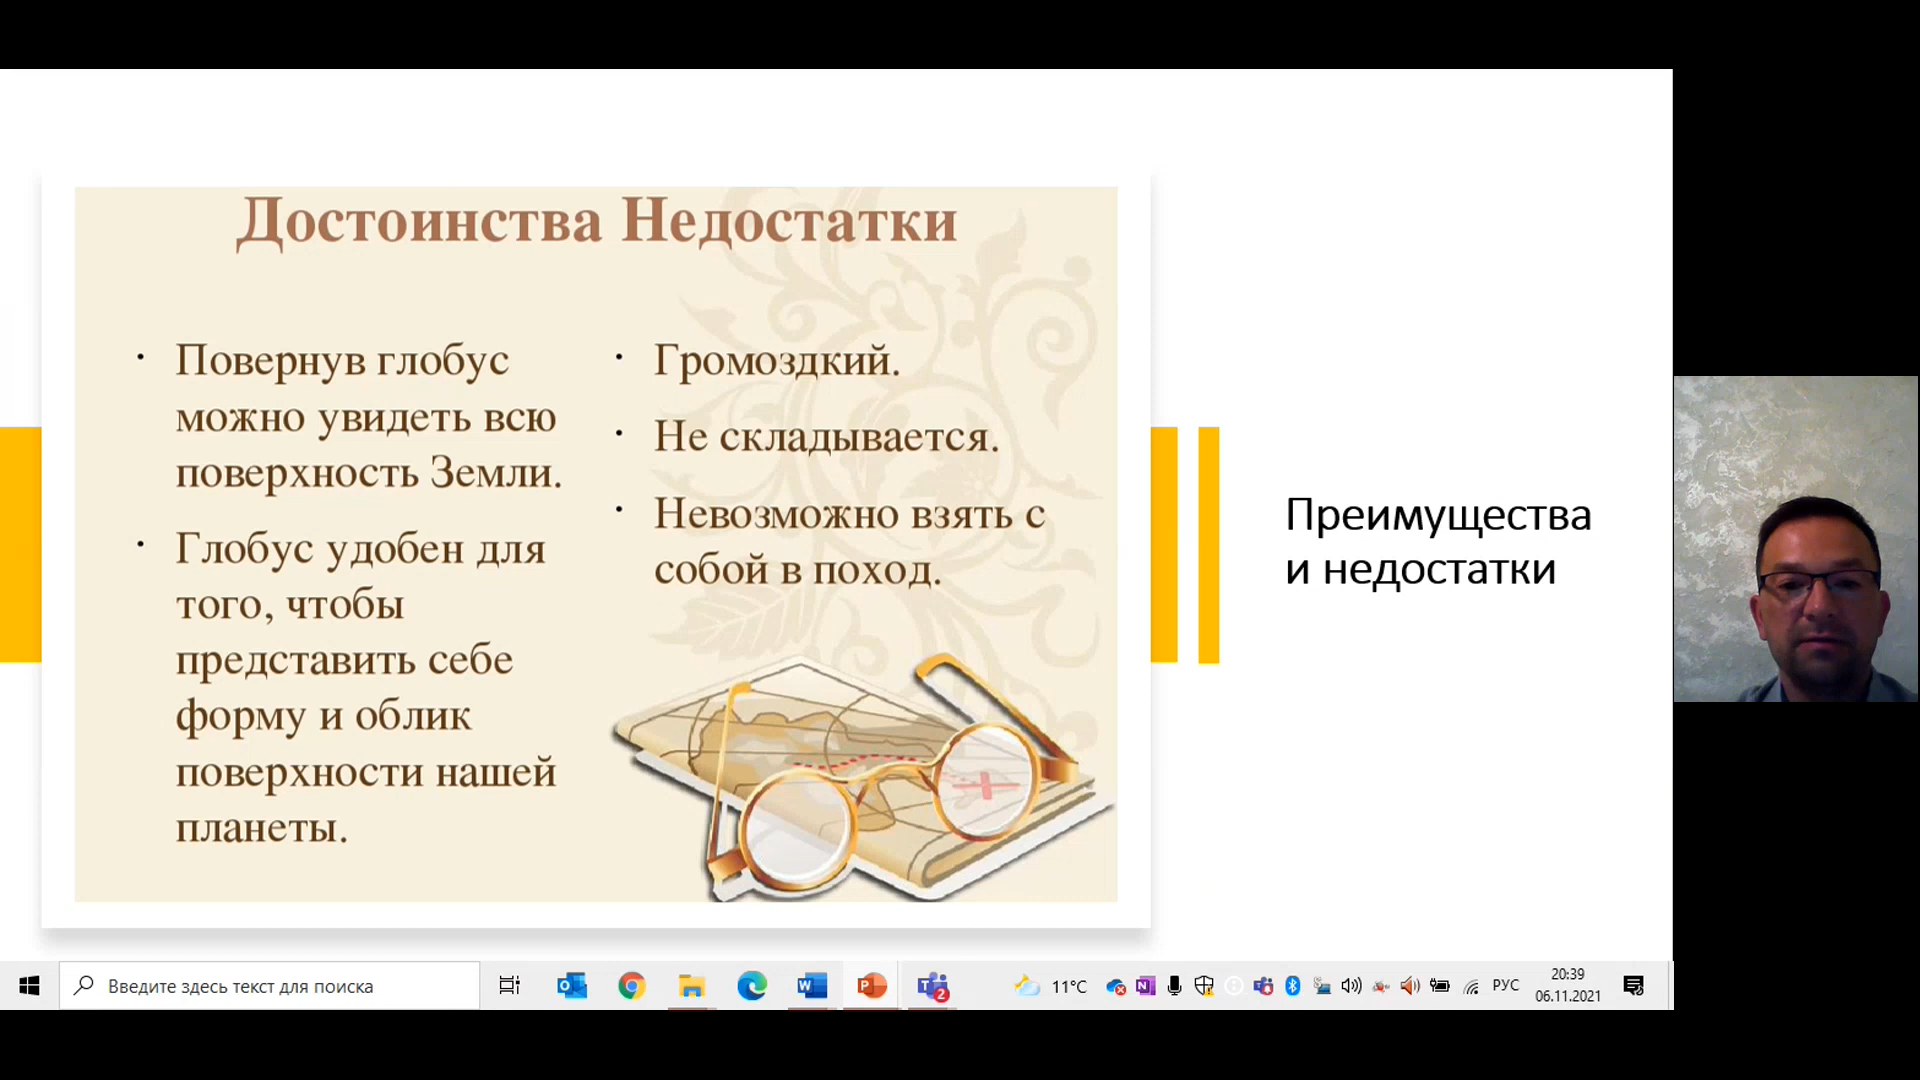 Достоинства Недостатки
Повернув глобус
можно увидеть всю
поверхность Земли.
Глобус удобен для
того, чтобы
представить себе
форму и облик
поверхности нашей
планеты.
Громоздкий.
Не складывается.
Невозможно взять с
собой в поход.
Преимущества
и недостатки
Введите здесь текст для поиска
11°C
РУС
20:39
06.11.2021
2